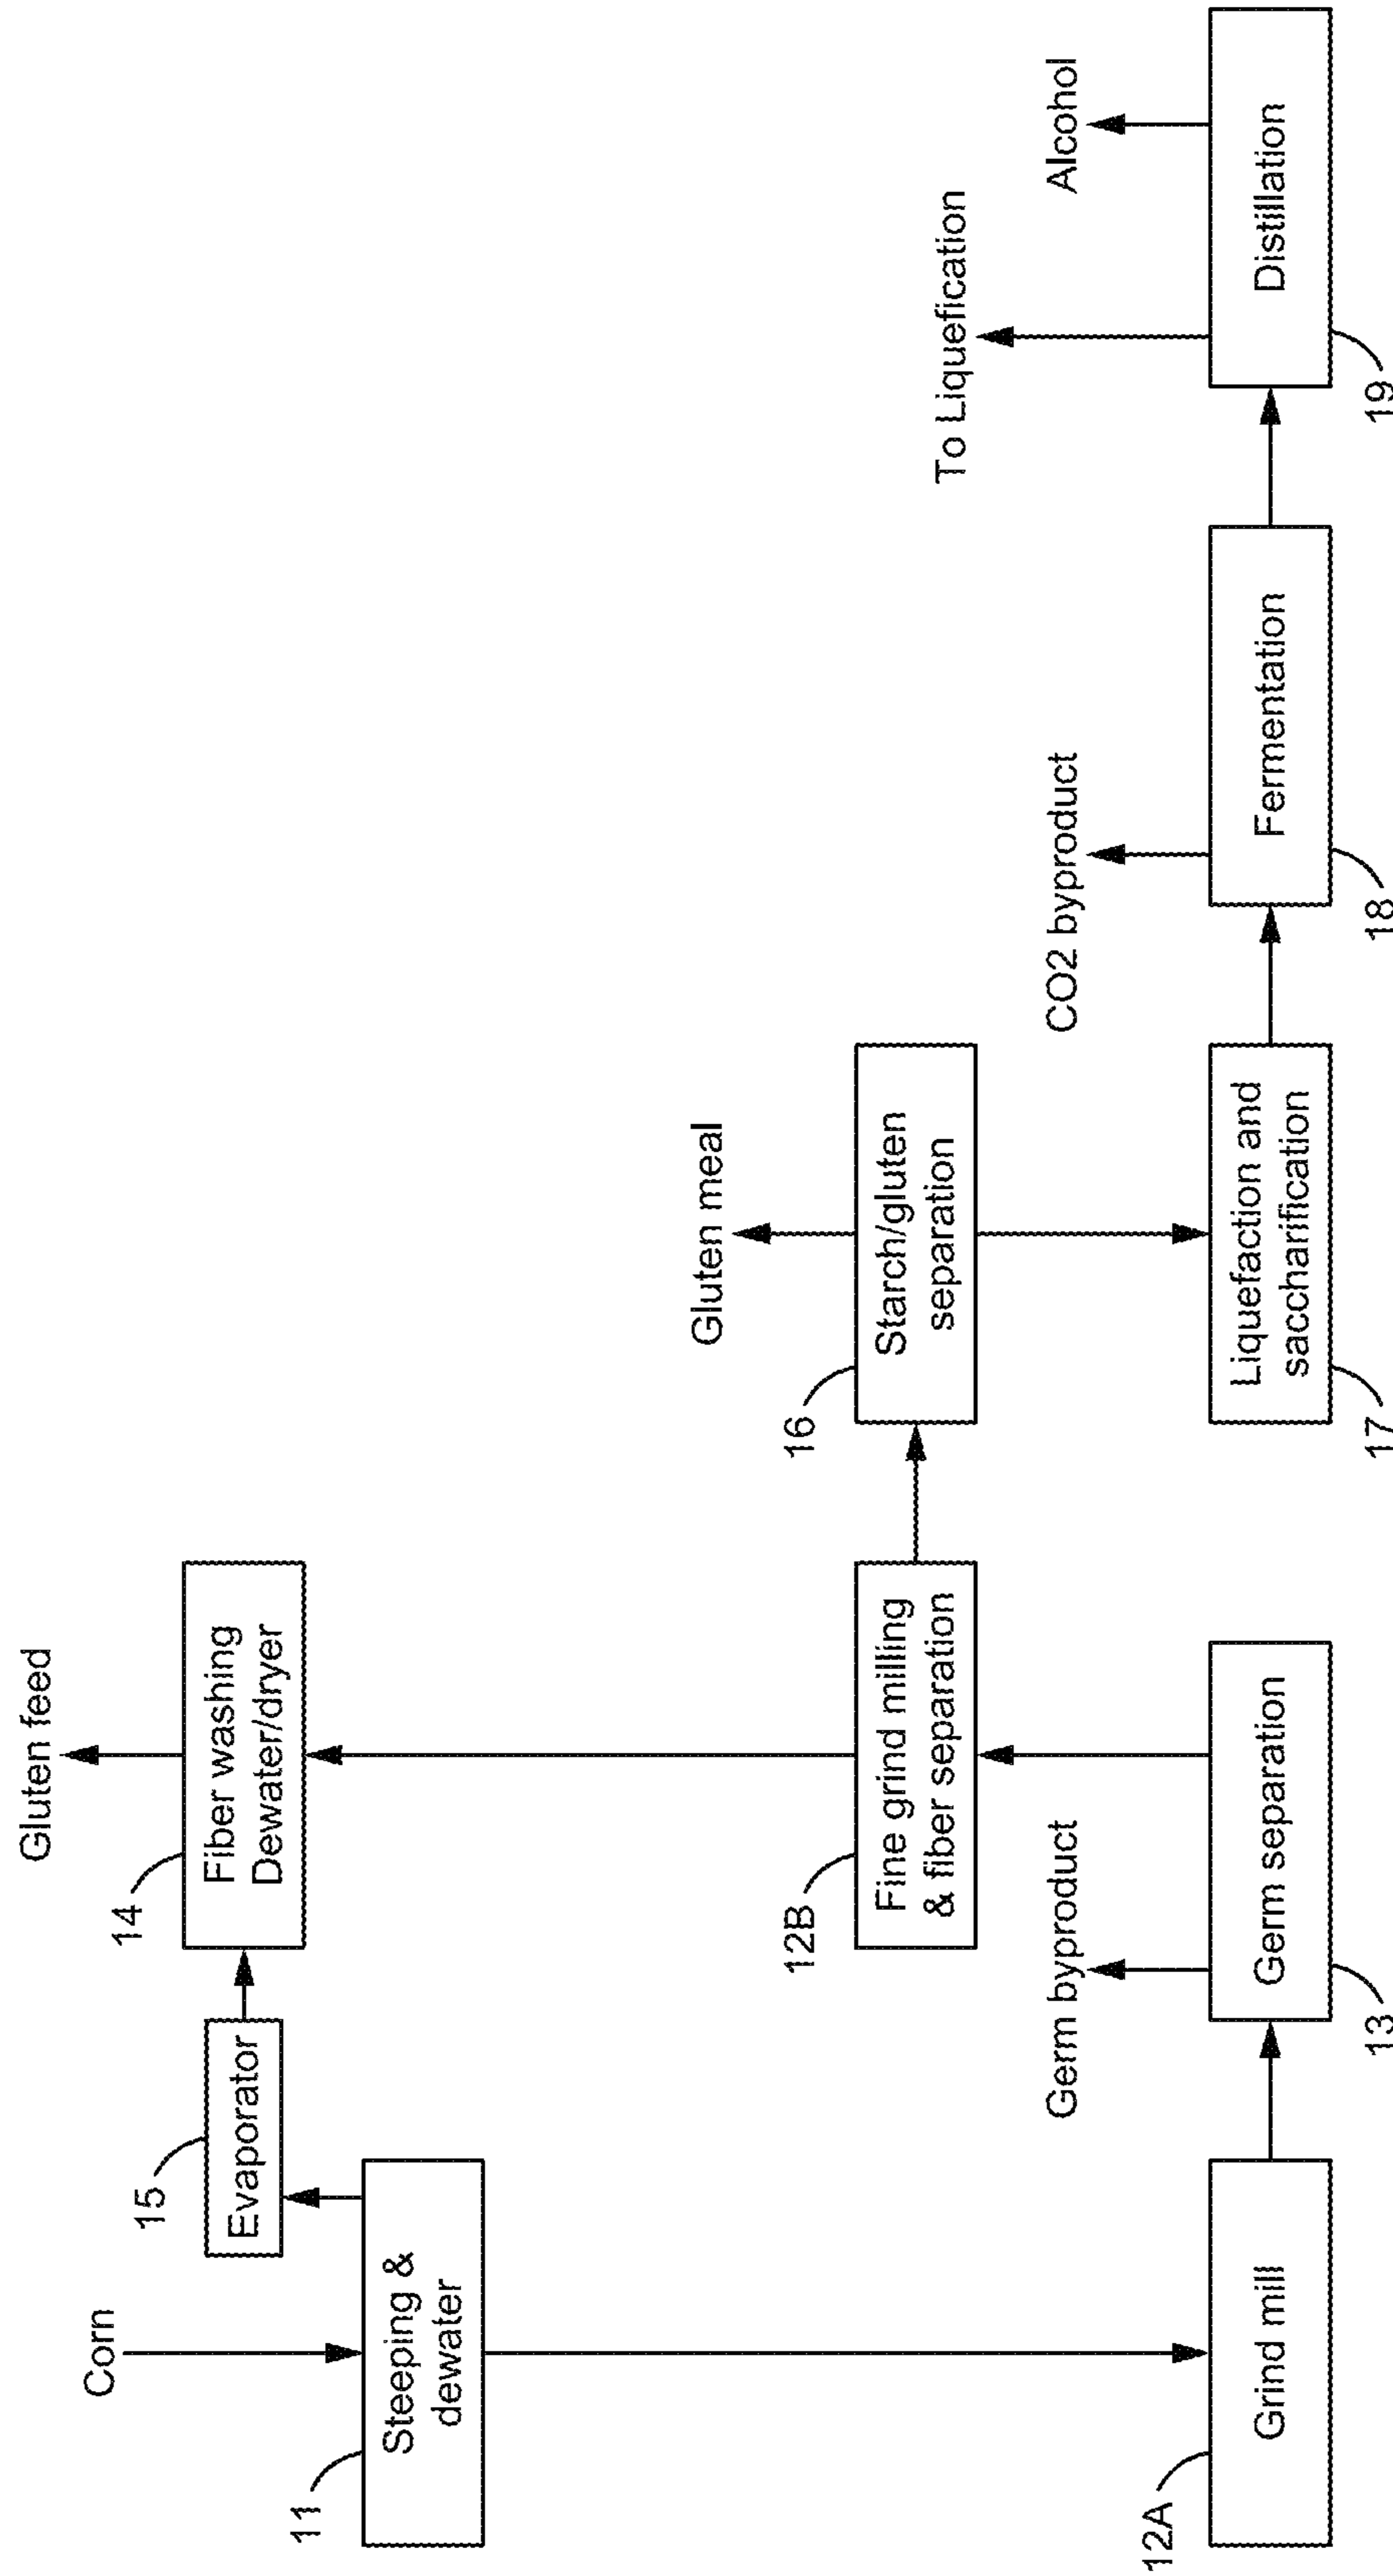 Corn
11
Steeping &
dewater
15
Evaporator
Gluten feed
14
Fiber washing
Dewater/dryer
12A
Grind mill
Germ byproduct
13
Germ separation
12B
Fine grind milling
& fiber separation
Gluten meal
16
Starch/gluten
separation
17
Liquefaction and
saccharification
CO2 byproduct
18
Fermentation
To Liquefication
Alcohol
19
Distillation